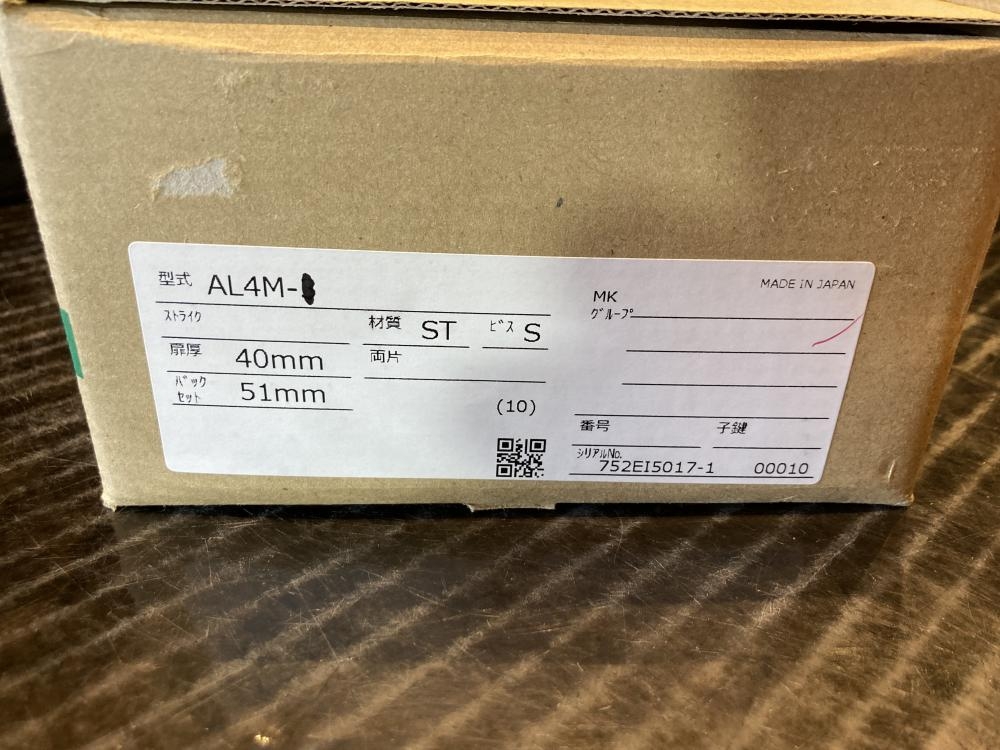 型式 AL4M-
MADE IN JAPAN
ストライク
材質 ST ビス S
MK
グループ
扉厚 40mm
両片
バックセット 51mm
(10)
番号 子鍵
シリアルNo.
752EI5017-1 00010